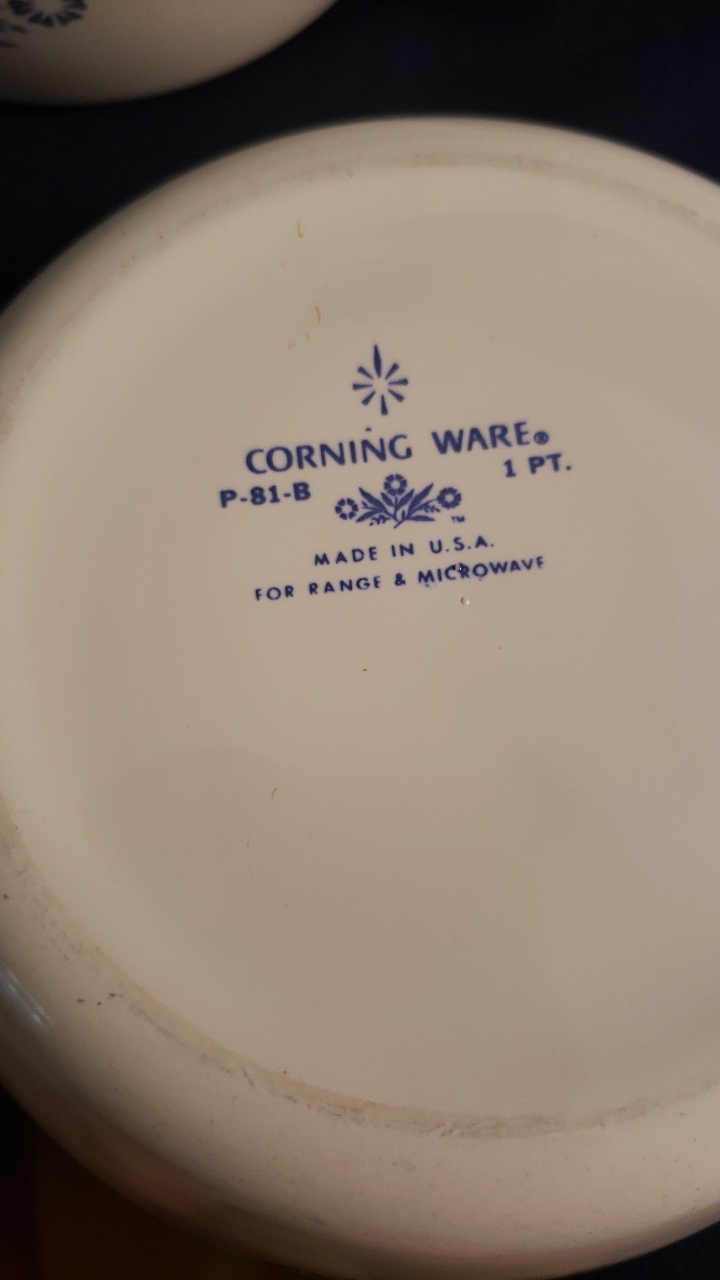 CORNING WARE®
P-81-B 1 PT.
™
MADE IN U.S.A.
FOR RANGE & MICROWAVE